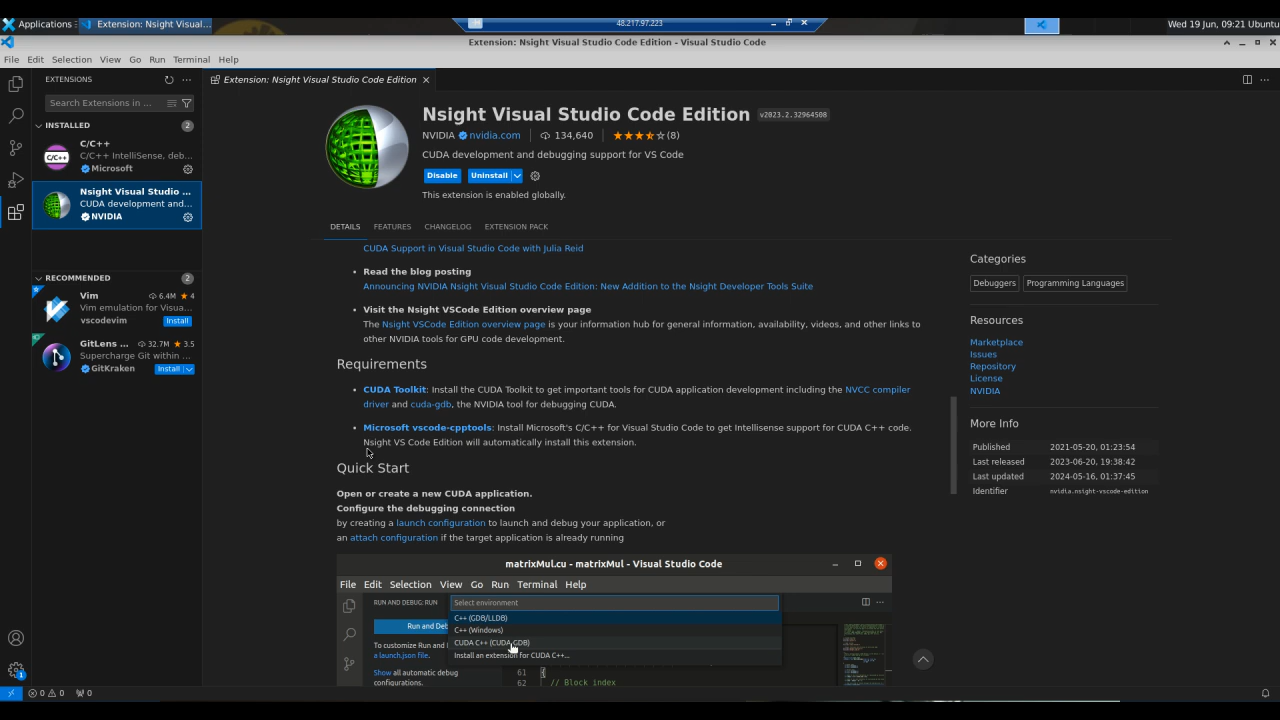 Applications
Extension: Nsight Visual...
48.217.97.223
Wed 19 Jun, 09:21 Ubuntu
Extension: Nsight Visual Studio Code Edition - Visual Studio Code
File Edit Selection View Go Run Terminal Help
EXTENSIONS
Extension: Nsight Visual Studio Code Edition
Search Extensions in ...
INSTALLED 2
C/C++
C/C++ IntelliSense, deb...
Microsoft
Nsight Visual Studio ...
CUDA development and...
NVIDIA
RECOMMENDED 2
Vim 6.4M ★ 4
Vim emulation for Visua...
vscodevim Install
GitLens ... 32.7M ★ 3.5
Supercharge Git within ...
GitKraken Install
Nsight Visual Studio Code Edition v2023.2.32964508
NVIDIA nvidia.com 134,640 (8)
CUDA development and debugging support for VS Code
Disable Uninstall
This extension is enabled globally.
DETAILS FEATURES CHANGELOG EXTENSION PACK
CUDA Support in Visual Studio Code with Julia Reid
• Read the blog posting
Announcing NVIDIA Nsight Visual Studio Code Edition: New Addition to the Nsight Developer Tools Suite
• Visit the Nsight VSCode Edition overview page
The Nsight VSCode Edition overview page is your information hub for general information, availability, videos, and other links to
other NVIDIA tools for GPU code development.
Requirements
• CUDA Toolkit: Install the CUDA Toolkit to get important tools for CUDA application development including the NVCC compiler
driver and cuda-gdb, the NVIDIA tool for debugging CUDA.
• Microsoft vscode-cpptools: Install Microsoft's C/C++ for Visual Studio Code to get Intellisense support for CUDA C++ code.
Nsight VS Code Edition will automatically install this extension.
Quick Start
Open or create a new CUDA application.
Configure the debugging connection
by creating a launch configuration to launch and debug your application, or
an attach configuration if the target application is already running
matrixMul.cu - matrixMul - Visual Studio Code
File Edit Selection View Go Run Terminal Help
RUN AND DEBUG: RUN
Select environment
C++ (GDB/LLDB)
C++ (Windows)
CUDA C++ (CUDA-GDB)
Install an extension for CUDA C++...
Run and Deb
To customize Run and
a launch.json file.
Show all automatic debug
configurations.
61 {
62 // Block index
Categories
Debuggers Programming Languages
Resources
Marketplace
Issues
Repository
License
NVIDIA
More Info
Published 2021-05-20, 01:23:54
Last released 2023-06-20, 19:38:42
Last updated 2024-05-16, 01:37:45
Identifier nvidia.nsight-vscode-edition
1
0 0 0